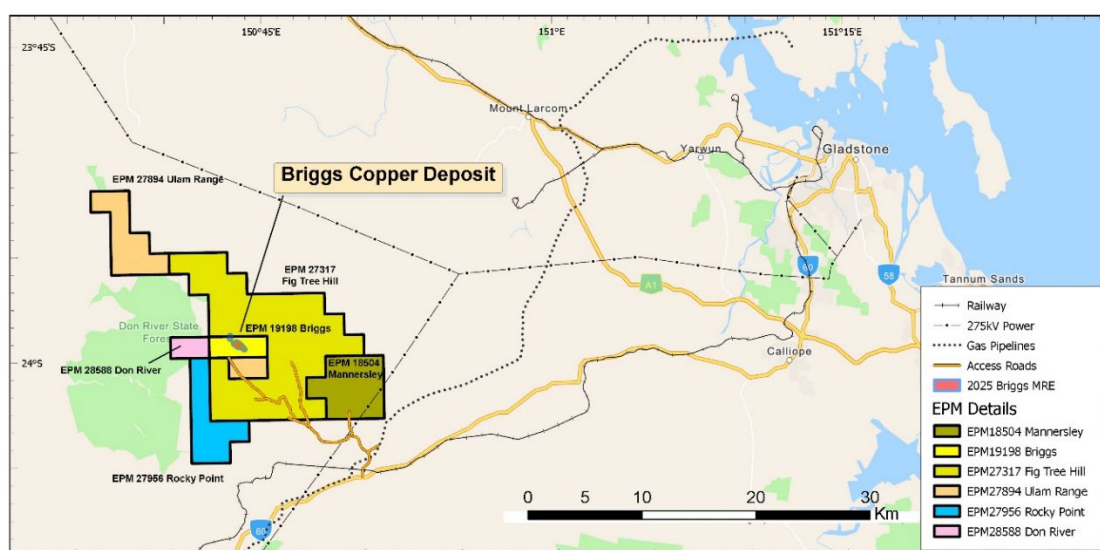 150°45'E
151°E
151°15'E
23°45'S
Mount Larcom
Yarwun
Gladstone
Briggs Copper Deposit
EPM 27894 Ulam Range
EPM 27317
Fig Tree Hill
A1
60
58
Tannum Sands
Don River State
Fores
EPM 19198 Briggs
24°S
EPM 28588 Don River
EPM 18504
Mannersley
Calliope
EPM 27956 Rocky Point
60
0 5 10 20 30
Km
Railway
275kV Power
Gas Pipelines
Access Roads
2025 Briggs MRE
EPM Details
EPM18504 Mannersley
EPM19198 Briggs
EPM27317 Fig Tree Hill
EPM27894 Ulam Range
EPM27956 Rocky Point
EPM28588 Don River